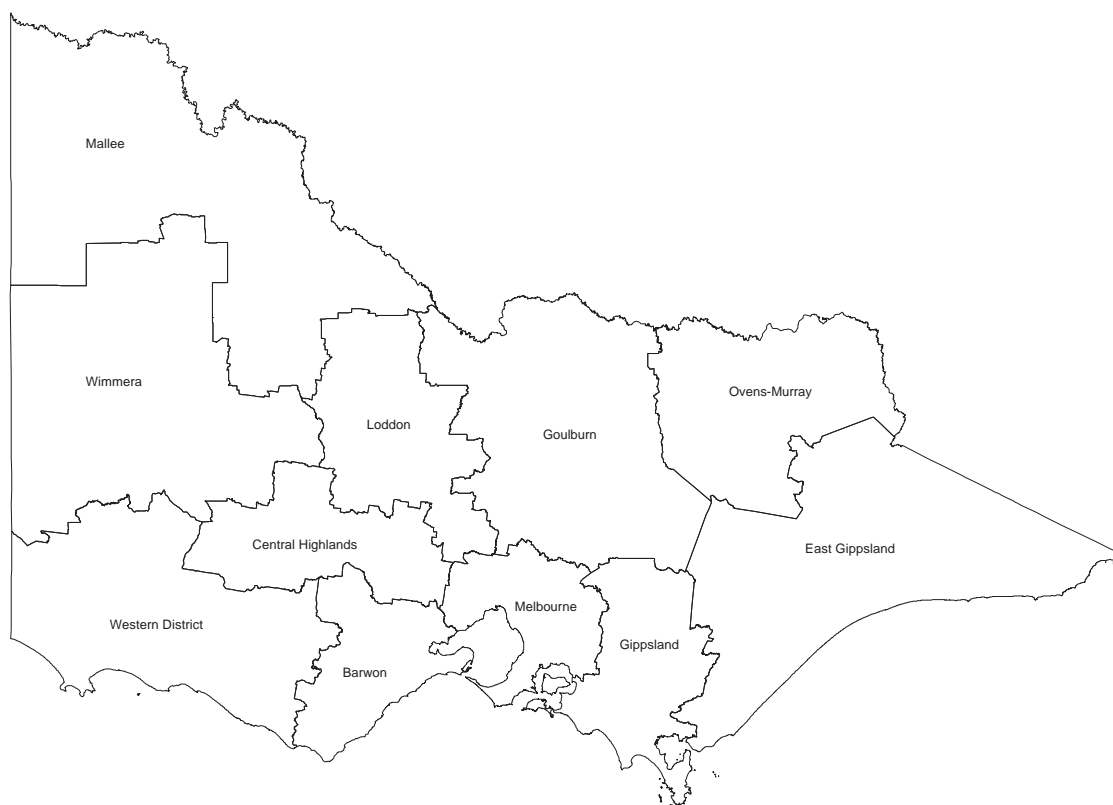 Mallee
Wimmera
Ovens-Murray
Loddon
Goulburn
Central Highlands
East Gippsland
Melbourne
Western District
Gippsland
Barwon